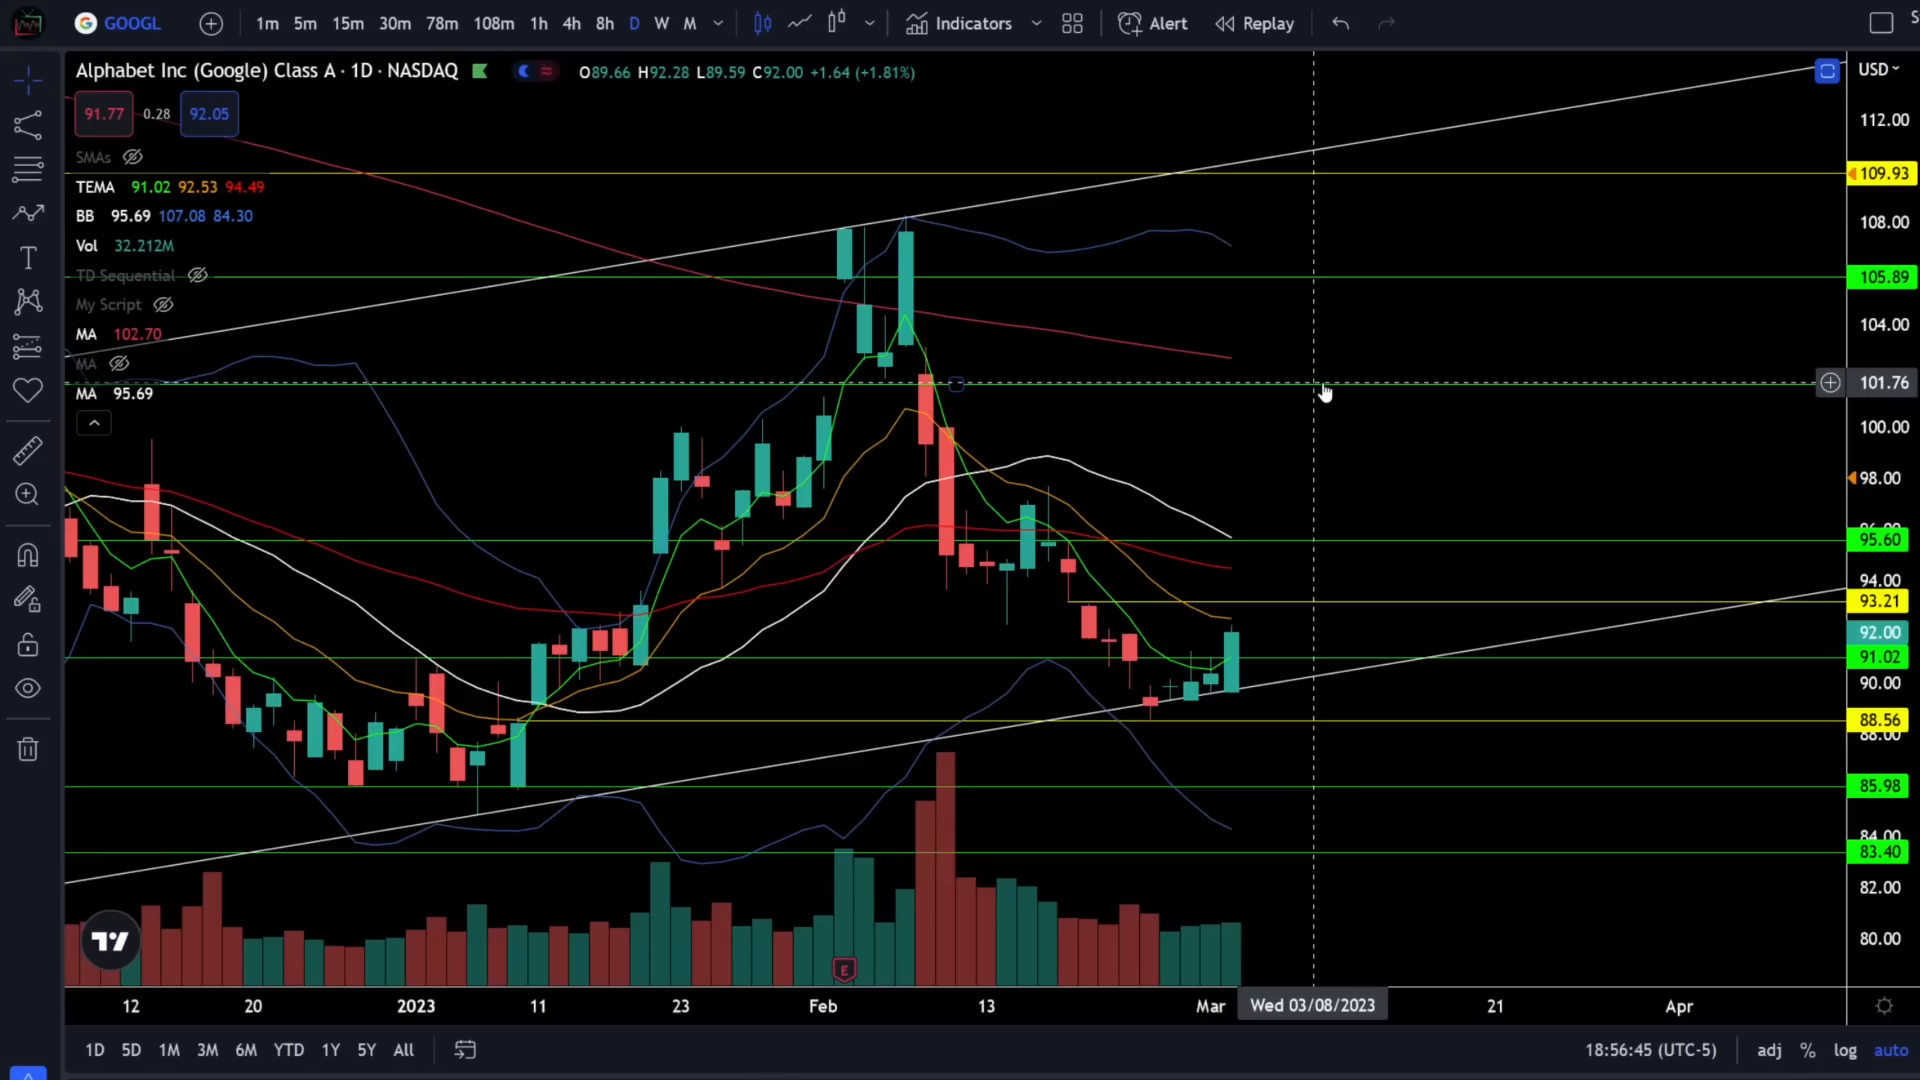 GOOGL 1m 5m 15m 30m 78m 108m 1h 4h 8h D W M Indicators Alert Replay
Alphabet Inc (Google) Class A · 1D · NASDAQ O89.66 H92.28 L89.59 C92.00 +1.64 (+1.81%)
USD
91.77 0.28 92.05
112.00
SMAs
109.93
TEMA 91.02 92.53 94.49
BB 95.69 107.08 84.30
108.00
Vol 32.212M
TD Sequential
105.89
My Script
104.00
MA 102.70
MA
101.76
MA 95.69
100.00
98.00
95.60
94.00
93.21
92.00
91.02
90.00
88.56
88.00
85.98
84.00
83.40
82.00
80.00
E
12 20 2023 11 23 Feb 13 Mar Wed 03/08/2023 21 Apr
1D 5D 1M 3M 6M YTD 1Y 5Y All 18:56:45 (UTC-5) adj % log auto